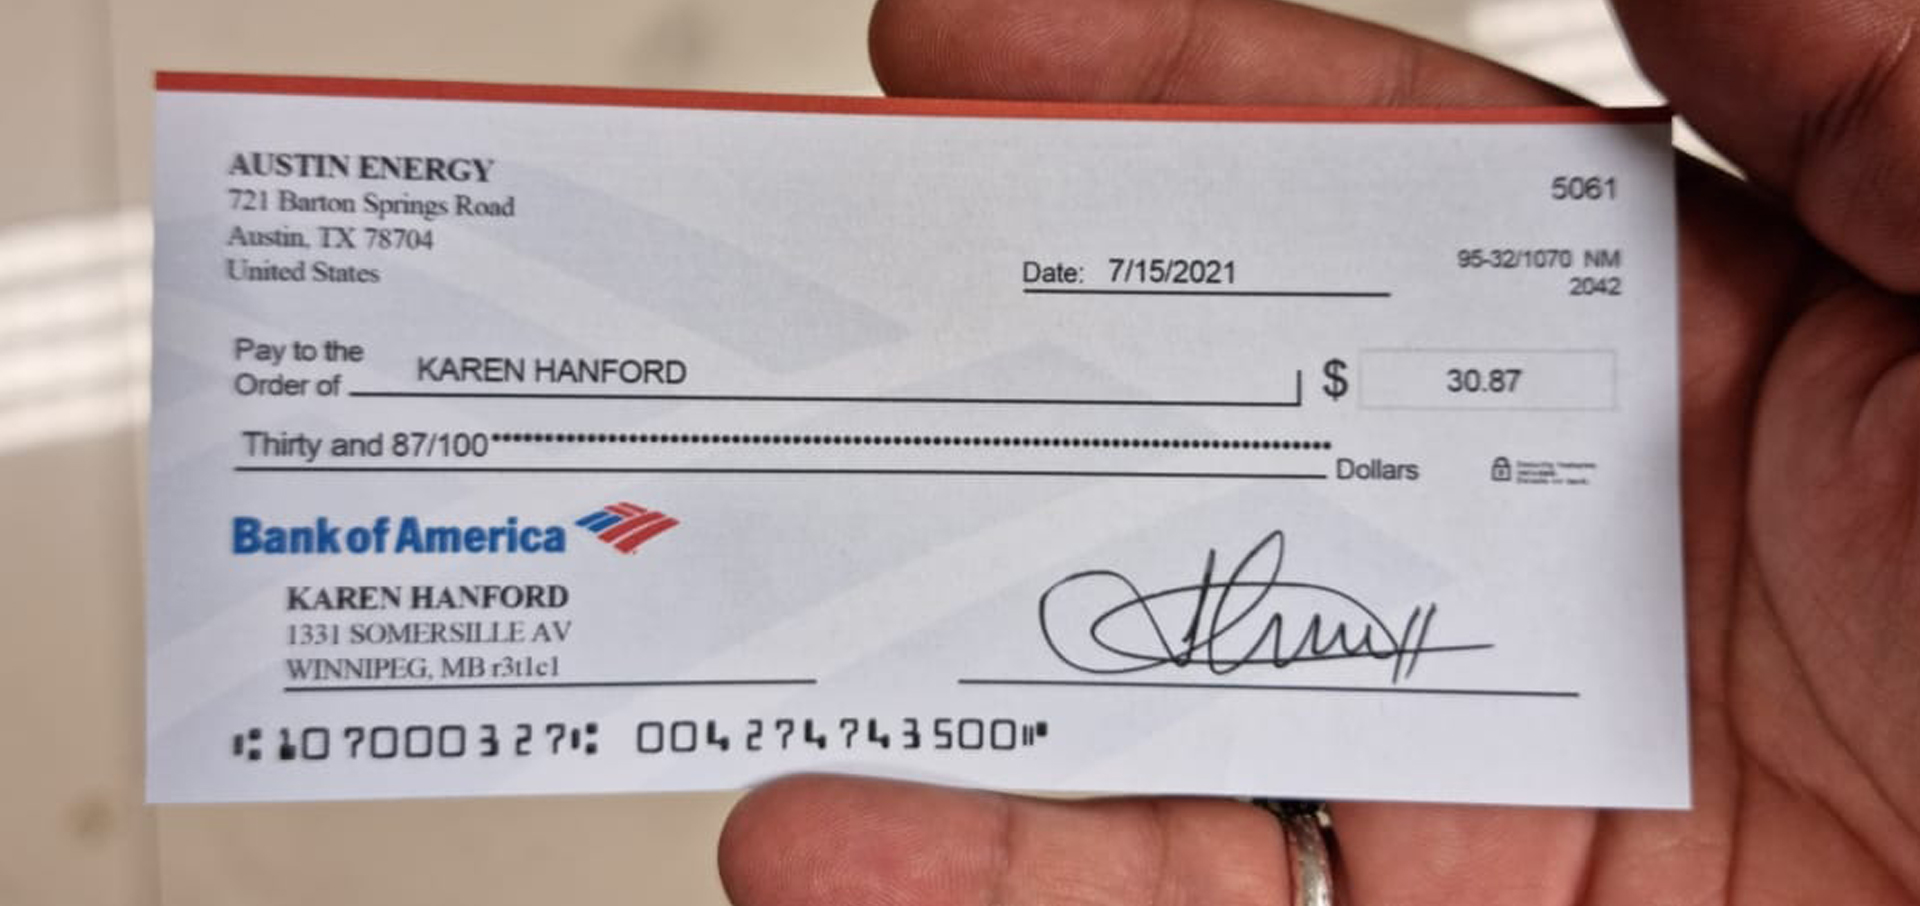 AUSTIN ENERGY
721 Barton Springs Road
Austin, TX 78704
United States
5061
95-32/1070 NM
2042
Date: 7/15/2021
Pay to the
Order of KAREN HANFORD $ 30.87
Thirty and 87/100
Dollars
Bank of America
KAREN HANFORD
1331 SOMERSILLE AV
WINNIPEG, MB r3t1c1
⑆107000327⑆ 004274743500⑈